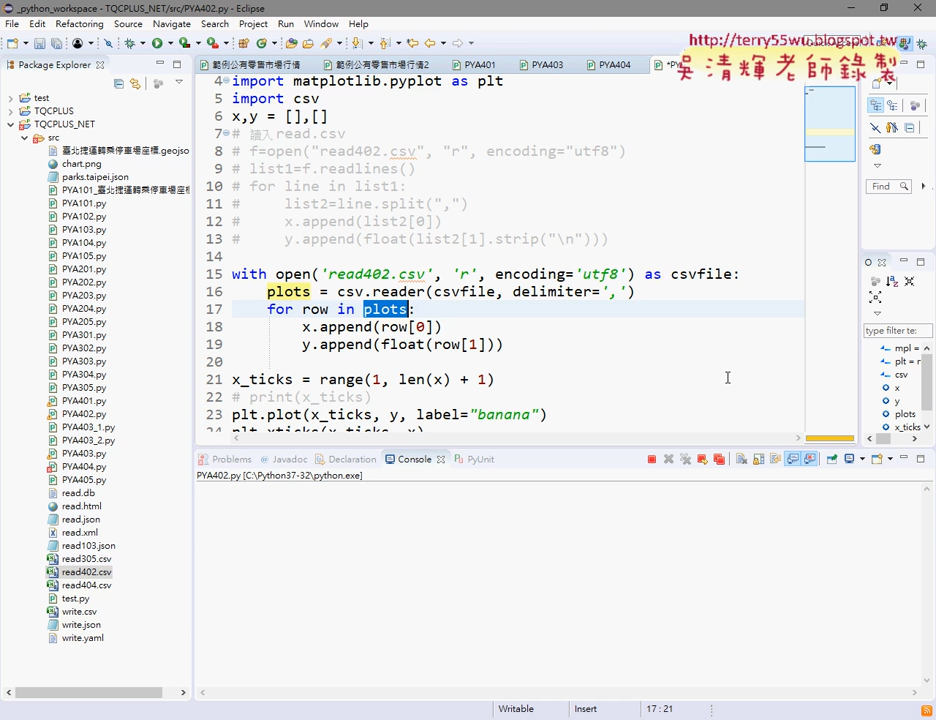 _python_workspace - TQCPLUS_NET/src/PYA402.py - Eclipse
File Edit Refactoring Source Navigate Search Project Run Window Help
http://terry55wu.blogspot.tw
吳清輝老師錄製
Package Explorer
範例公有零售市場行情
範例公有零售市場行情2
PYA401
PYA403
PYA404
test
TQCPLUS
TQCPLUS_NET
src
臺北捷運轉乘停車場座標.geojso
chart.png
parks.taipei.json
PYA101_臺北捷運轉乘停車場座標
PYA101.py
PYA102.py
PYA103.py
PYA104.py
PYA105.py
PYA201.py
PYA202.py
PYA203.py
PYA204.py
PYA205.py
PYA301.py
PYA302.py
PYA303.py
PYA304.py
PYA305.py
PYA401.py
PYA402.py
PYA403_1.py
PYA403_2.py
PYA403.py
PYA404.py
PYA405.py
read.db
read.html
read.json
read.xml
read103.json
read305.csv
read402.csv
read404.csv
test.py
write.csv
write.json
write.yaml
4 import matplotlib.pyplot as plt
5 import csv
6 x,y = [],[]
7 # 讀入 read.csv
8 # f=open("read402.csv", "r", encoding="utf8")
9 # list1=f.readlines()
10 # for line in list1:
11 #     list2=line.split(",")
12 #     x.append(list2[0])
13 #     y.append(float(list2[1].strip("\n")))
14
15 with open('read402.csv', 'r', encoding='utf8') as csvfile:
16     plots = csv.reader(csvfile, delimiter=',')
17     for row in plots:
18         x.append(row[0])
19         y.append(float(row[1]))
20
21 x_ticks = range(1, len(x) + 1)
22 # print(x_ticks)
23 plt.plot(x_ticks, y, label="banana")
24 plt.xticks(x_ticks, x)
Find
type filter te:
mpl =
plt = r
csv
x
y
plots
x_ticks
Problems Javadoc Declaration Console PyUnit
PYA402.py [C:\Python37-32\python.exe]
Writable Insert 17 : 21